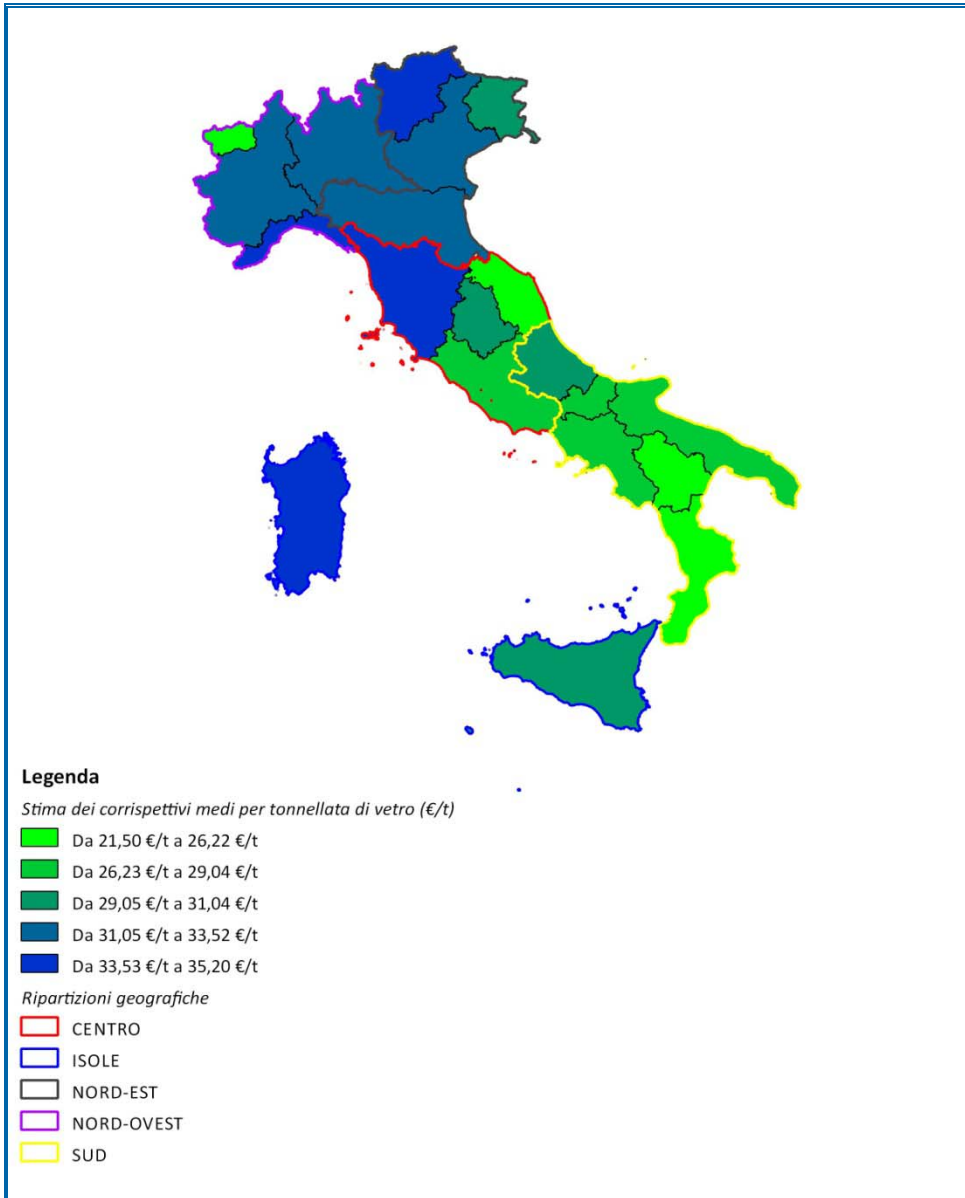 Legenda
Stima dei corrispettivi medi per tonnellata di vetro (€/t)
Da 21,50 €/t a 26,22 €/t
Da 26,23 €/t a 29,04 €/t
Da 29,05 €/t a 31,04 €/t
Da 31,05 €/t a 33,52 €/t
Da 33,53 €/t a 35,20 €/t
Ripartizioni geografiche
CENTRO
ISOLE
NORD-EST
NORD-OVEST
SUD